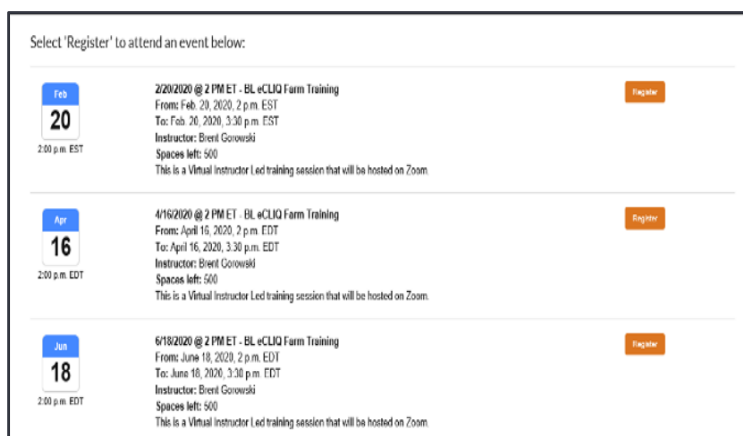 Select 'Register' to attend an event below:
Feb
20
2:00 p.m. EST
2/20/2020 @ 2 PM ET - BL eCLIQ Farm Training
From: Feb. 20, 2020, 2 p.m. EST
To: Feb. 20, 2020, 3:30 p.m. EST
Instructor: Brent Gorowski
Spaces left: 500
This is a Virtual Instructor Led training session that will be hosted on Zoom.
Register
Apr
16
2:00 p.m. EDT
4/16/2020 @ 2 PM ET - BL eCLIQ Farm Training
From: April 16, 2020, 2 p.m. EDT
To: April 16, 2020, 3:30 p.m. EDT
Instructor: Brent Gorowski
Spaces left: 500
This is a Virtual Instructor Led training session that will be hosted on Zoom.
Register
Jun
18
2:00 p.m. EDT
6/18/2020 @ 2 PM ET - BL eCLIQ Farm Training
From: June 18, 2020, 2 p.m. EDT
To: June 18, 2020, 3:30 p.m. EDT
Instructor: Brent Gorowski
Spaces left: 500
This is a Virtual Instructor Led training session that will be hosted on Zoom.
Register